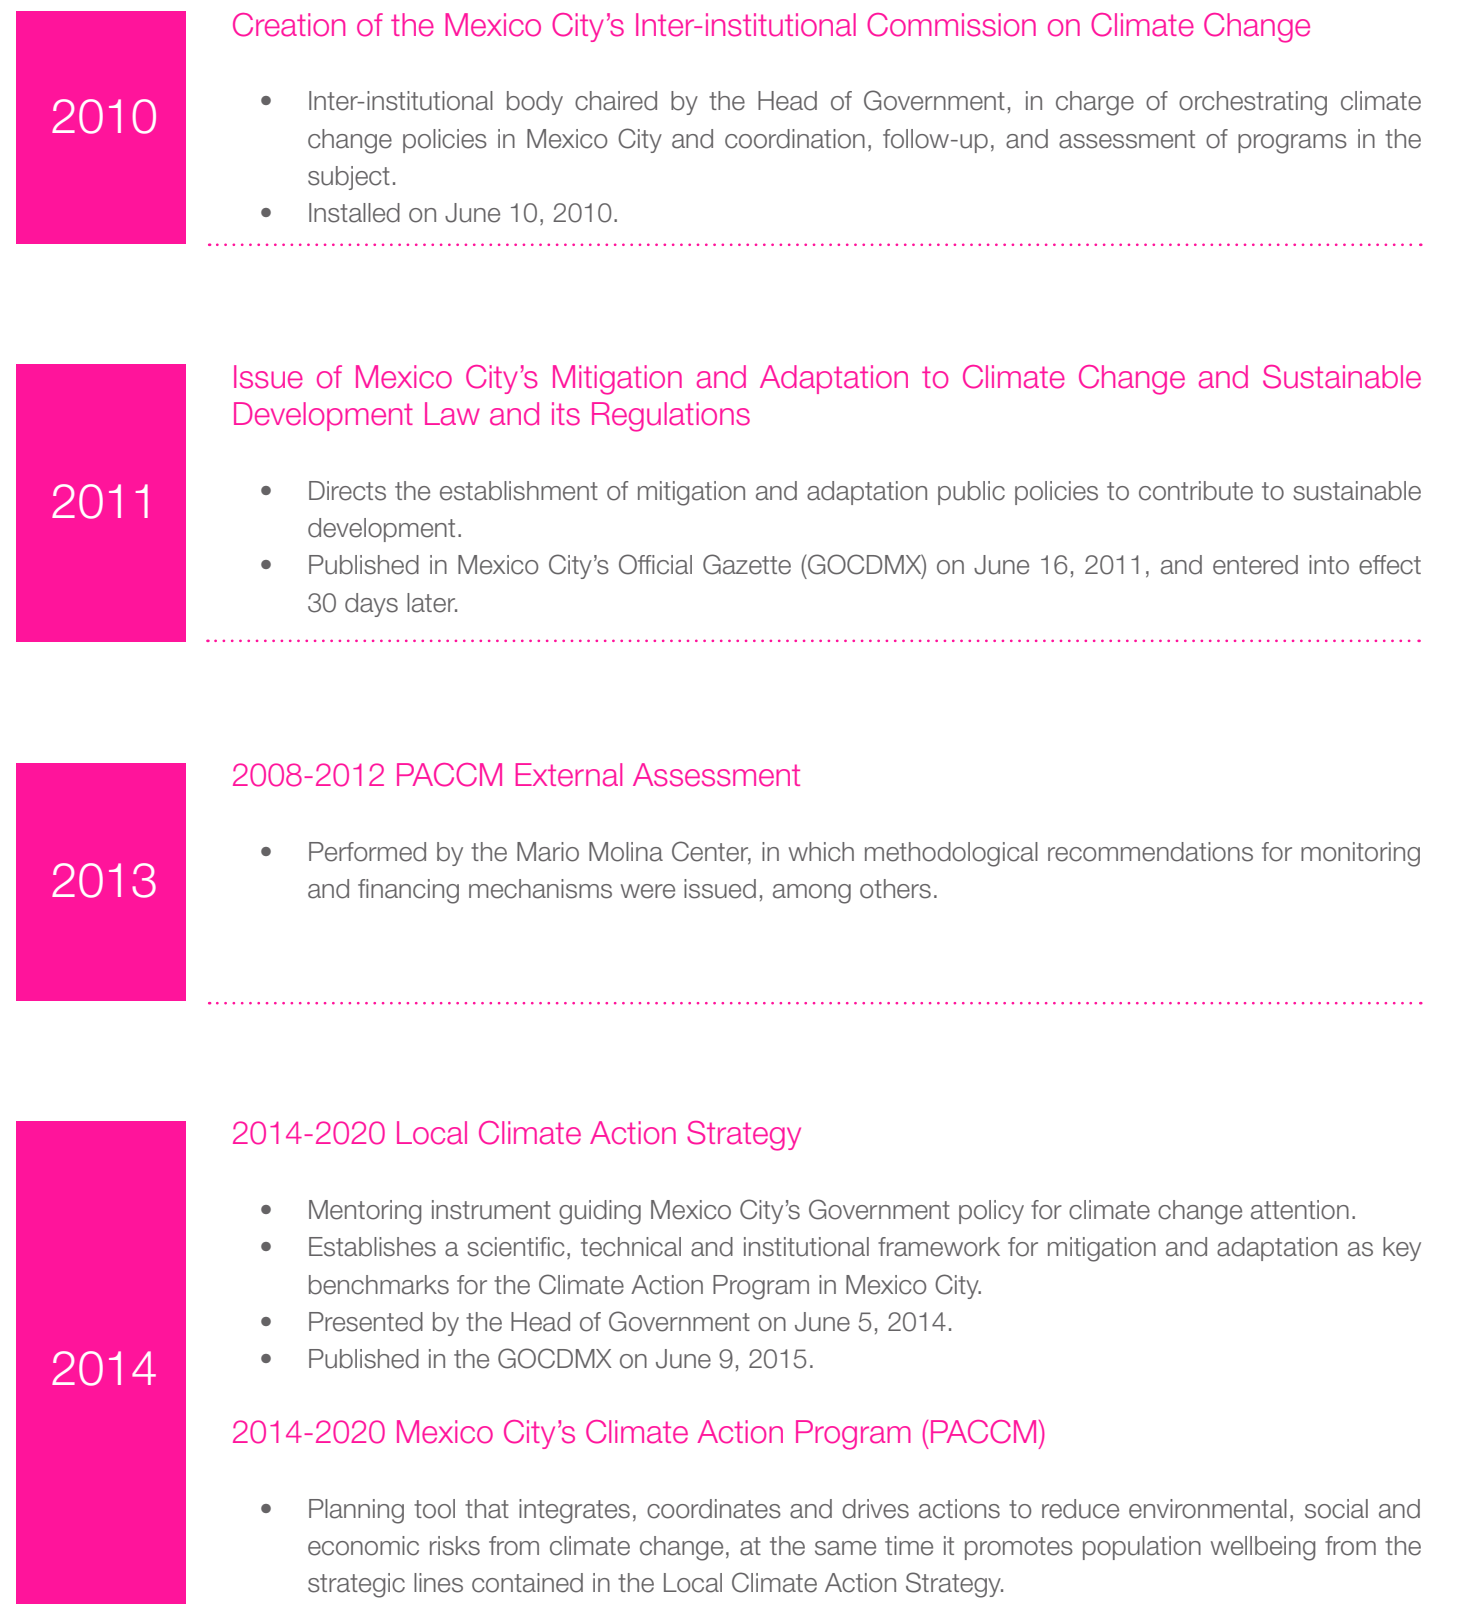 Creation of the Mexico City’s Inter-institutional Commission on Climate Change
2010
• Inter-institutional body chaired by the Head of Government, in charge of orchestrating climate
change policies in Mexico City and coordination, follow-up, and assessment of programs in the
subject.
• Installed on June 10, 2010.
Issue of Mexico City’s Mitigation and Adaptation to Climate Change and Sustainable
Development Law and its Regulations
2011
• Directs the establishment of mitigation and adaptation public policies to contribute to sustainable
development.
• Published in Mexico City’s Official Gazette (GOCDMX) on June 16, 2011, and entered into effect
30 days later.
2008-2012 PACCM External Assessment
2013
• Performed by the Mario Molina Center, in which methodological recommendations for monitoring
and financing mechanisms were issued, among others.
2014-2020 Local Climate Action Strategy
2014
• Mentoring instrument guiding Mexico City’s Government policy for climate change attention.
• Establishes a scientific, technical and institutional framework for mitigation and adaptation as key
benchmarks for the Climate Action Program in Mexico City.
• Presented by the Head of Government on June 5, 2014.
• Published in the GOCDMX on June 9, 2015.
2014-2020 Mexico City’s Climate Action Program (PACCM)
• Planning tool that integrates, coordinates and drives actions to reduce environmental, social and
economic risks from climate change, at the same time it promotes population wellbeing from the
strategic lines contained in the Local Climate Action Strategy.